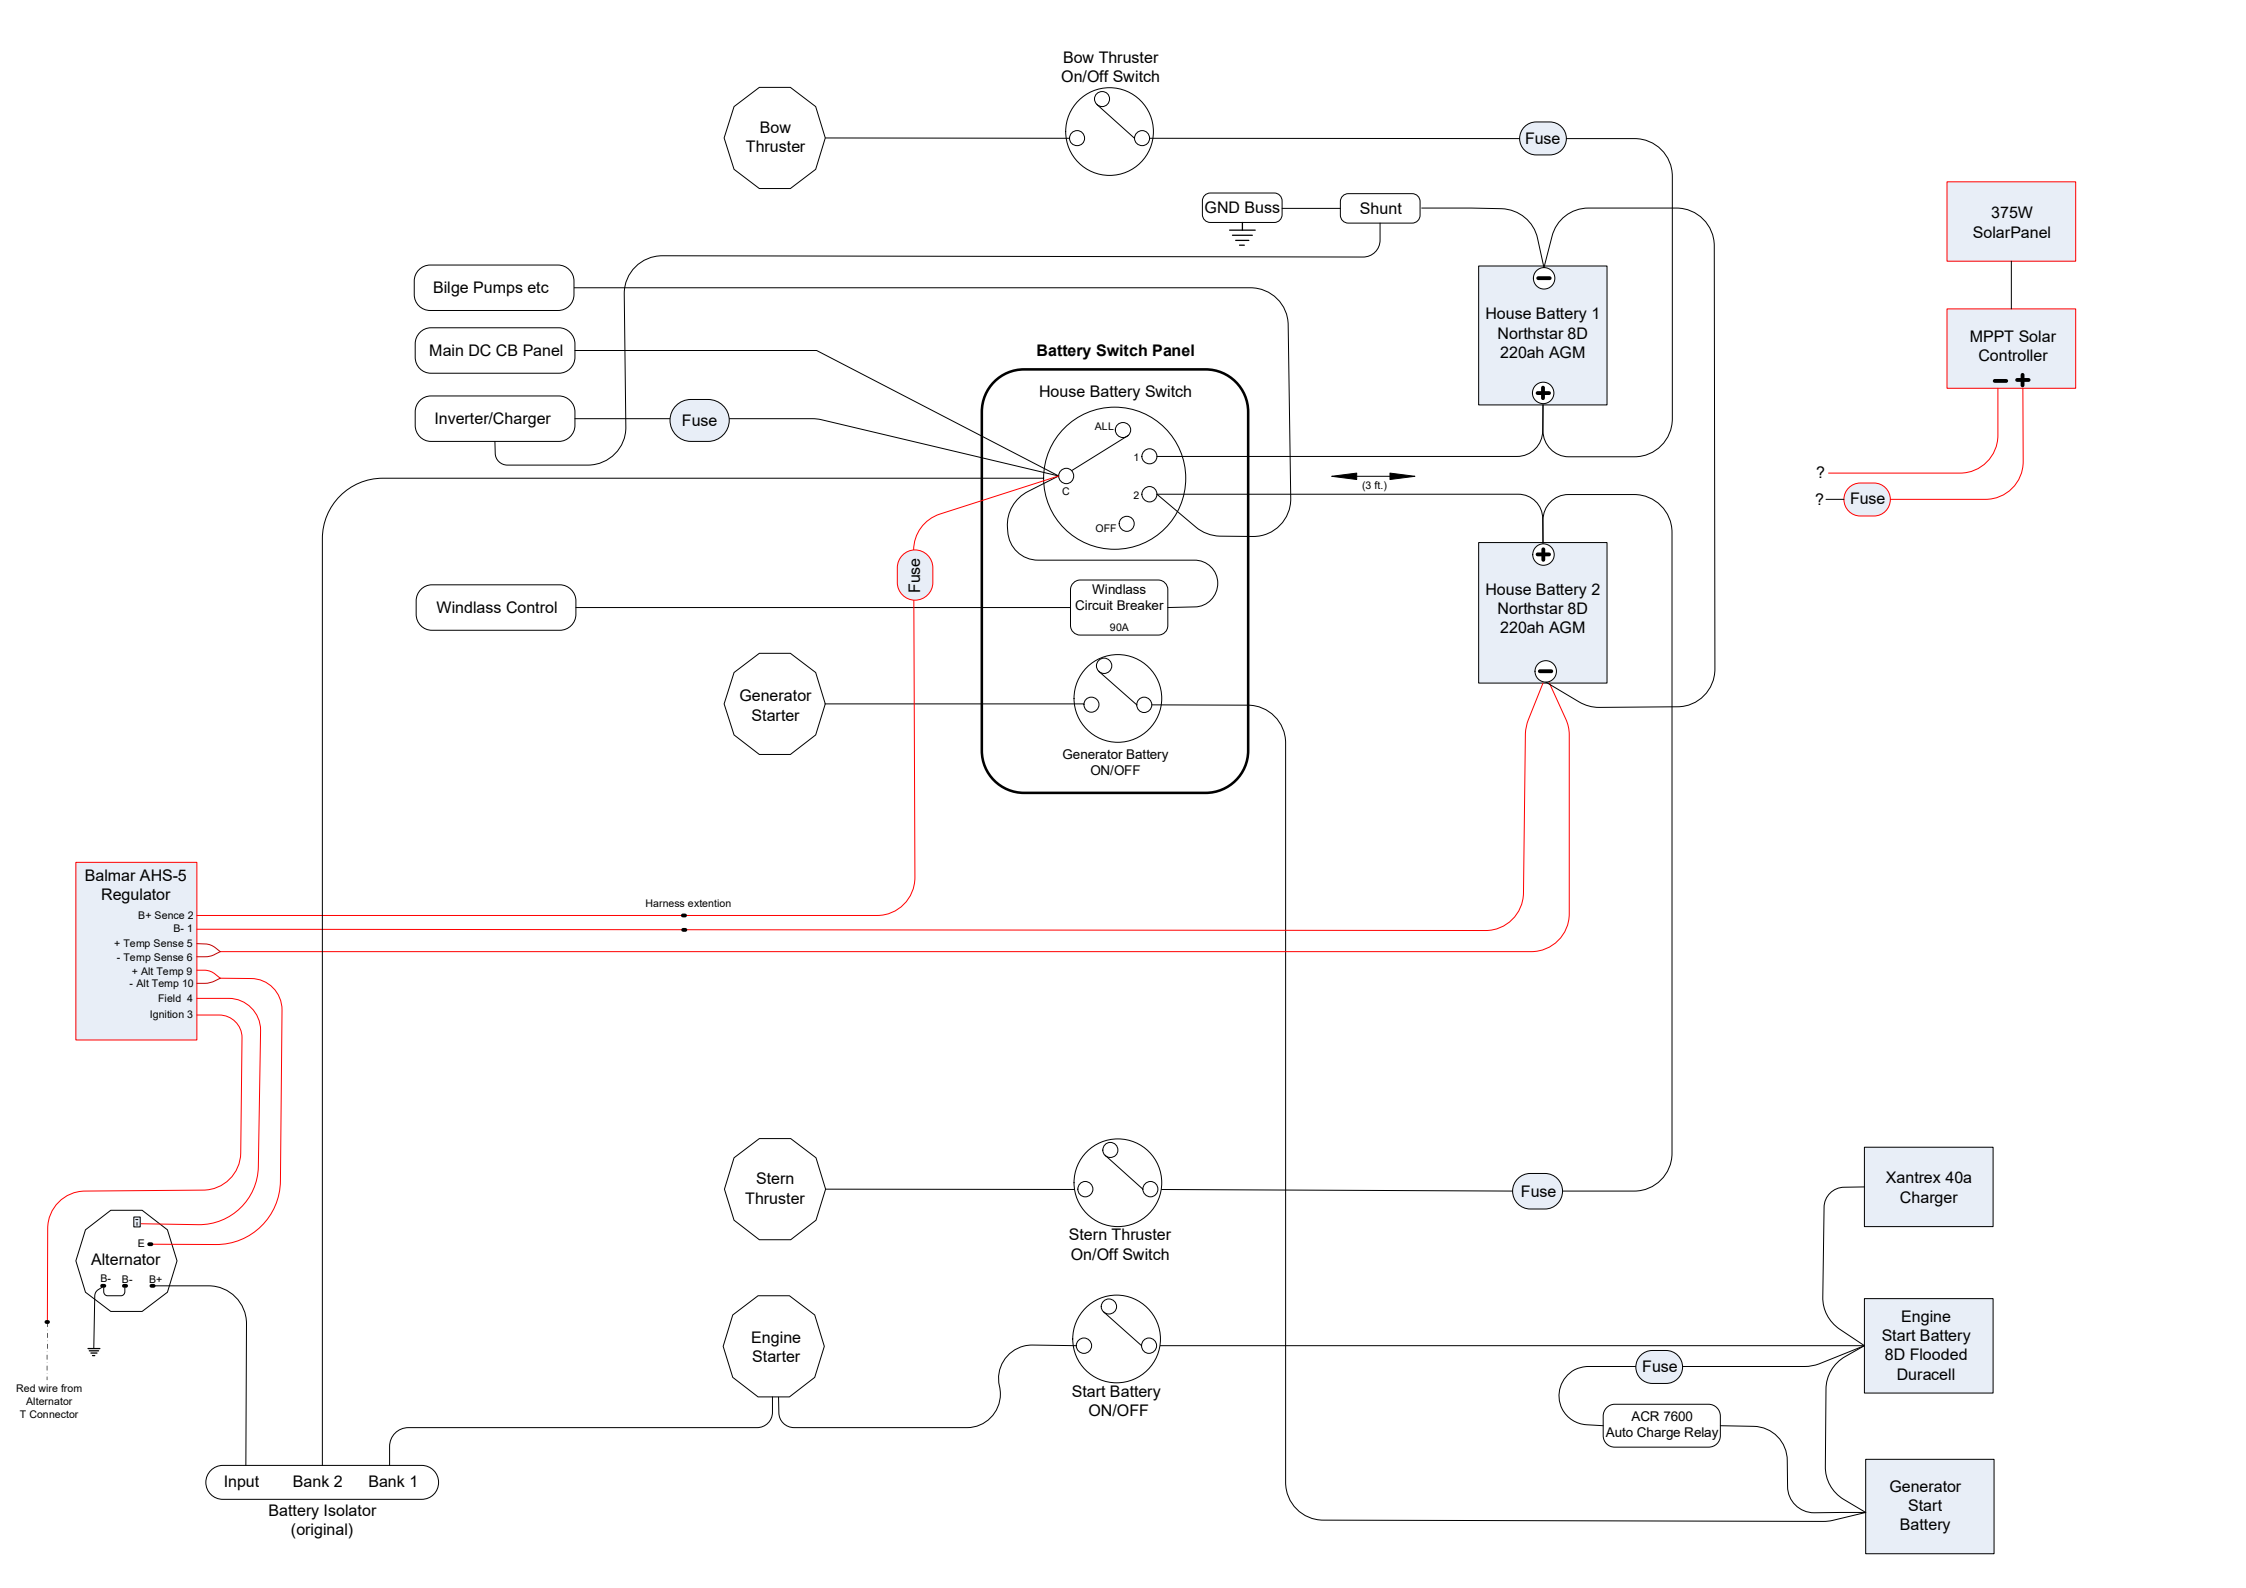 Bow Thruster
On/Off Switch
Bow
Thruster
Fuse
GND Buss
Shunt
375W
SolarPanel
Bilge Pumps etc
House Battery 1
Northstar 8D
220ah AGM
MPPT Solar
Controller
Main DC CB Panel
Battery Switch Panel
House Battery Switch
Inverter/Charger
Fuse
ALL
1
C
2
OFF
(3 ft.)
?
?
Fuse
Fuse
Windlass Control
Windlass
Circuit Breaker
90A
House Battery 2
Northstar 8D
220ah AGM
Generator
Starter
Generator Battery
ON/OFF
Balmar AHS-5
Regulator
B+ Sence 2
B- 1
+ Temp Sense 5
- Temp Sense 6
+ Alt Temp 9
- Alt Temp 10
Field 4
Ignition 3
Harness extention
Stern
Thruster
Stern Thruster
On/Off Switch
Fuse
Xantrex 40a
Charger
E
Alternator
B-
B-
B+
Engine
Starter
Start Battery
ON/OFF
Engine
Start Battery
8D Flooded
Duracell
Fuse
ACR 7600
Auto Charge Relay
Red wire from
Alternator
T Connector
Input
Bank 2
Bank 1
Battery Isolator
(original)
Generator
Start
Battery